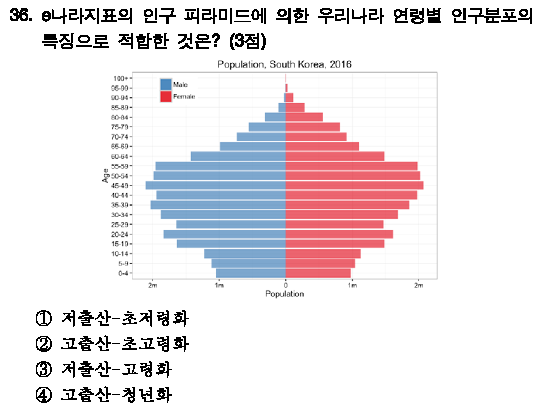 36. e나라지표의 인구 피라미드에 의한 우리나라 연령별 인구분포의
특징으로 적합한 것은? (3점)
Population, South Korea, 2016
Male
Female
100+
95-99
90-94
85-89
80-84
75-79
70-74
65-69
60-64
55-59
50-54
45-49
40-44
35-39
30-34
25-29
20-24
15-19
10-14
5-9
0-4
Age
2m 1m 0 1m 2m
Population
① 저출산-초저령화
② 고출산-초고령화
③ 저출산-고령화
④ 고출산-청년화